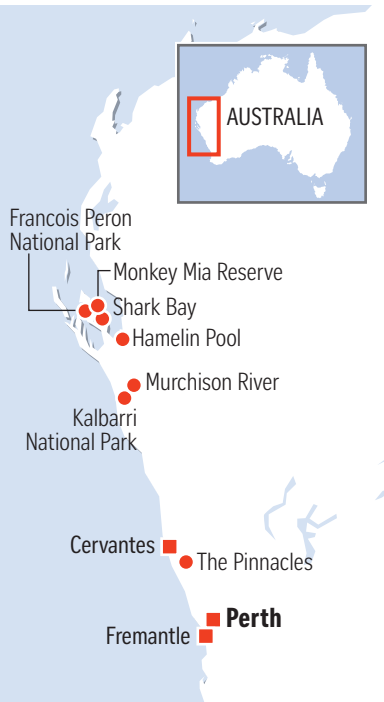 AUSTRALIA
Francois Peron
National Park
Monkey Mia Reserve
Shark Bay
Hamelin Pool
Murchison River
Kalbarri
National Park
Cervantes
The Pinnacles
Perth
Fremantle